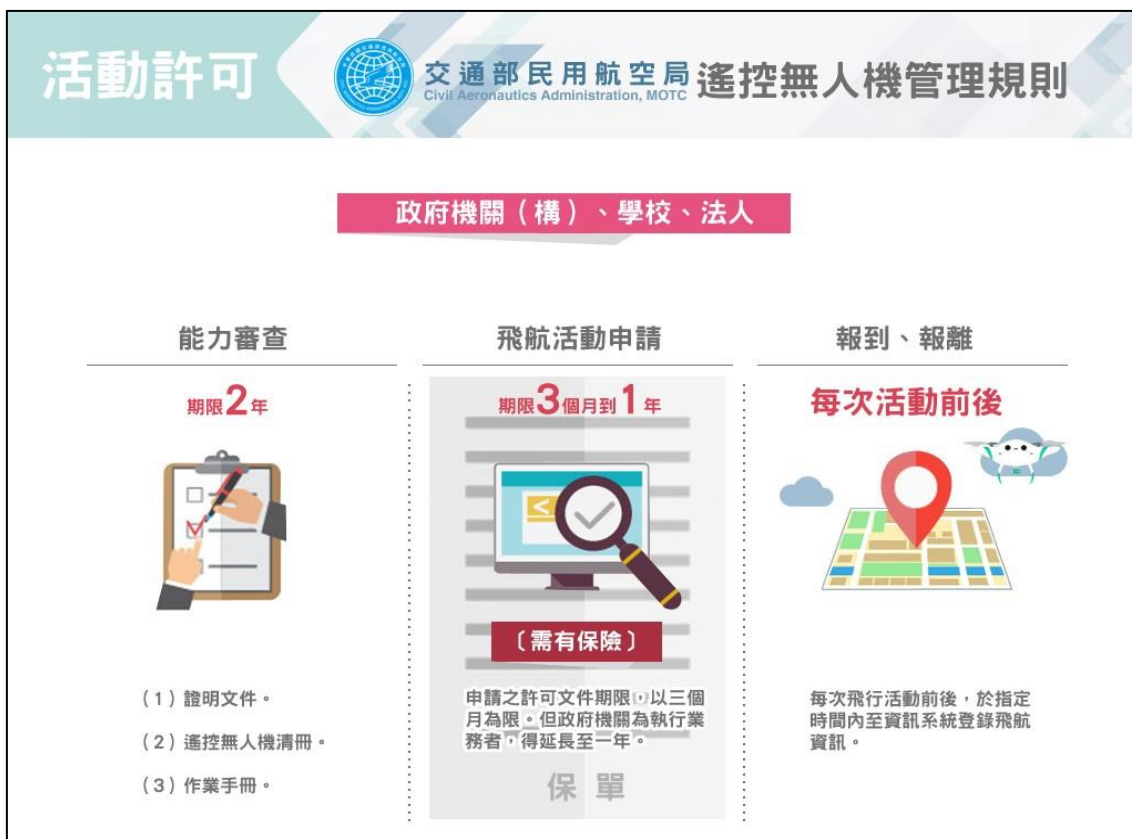 活動許可
交通部民用航空局
Civil Aeronautics Administration, MOTC
遙控無人機管理規則
政府機關（構）、學校、法人
能力審查
期限2年
（1）證明文件。
（2）遙控無人機清冊。
（3）作業手冊。
飛航活動申請
期限3個月到1年
〔需有保險〕
申請之許可文件期限，以三個
月為限。但政府機關為執行業
務者，得延長至一年。
保單
報到、報離
每次活動前後
每次飛行活動前後，於指定
時間內至資訊系統登錄飛航
資訊。